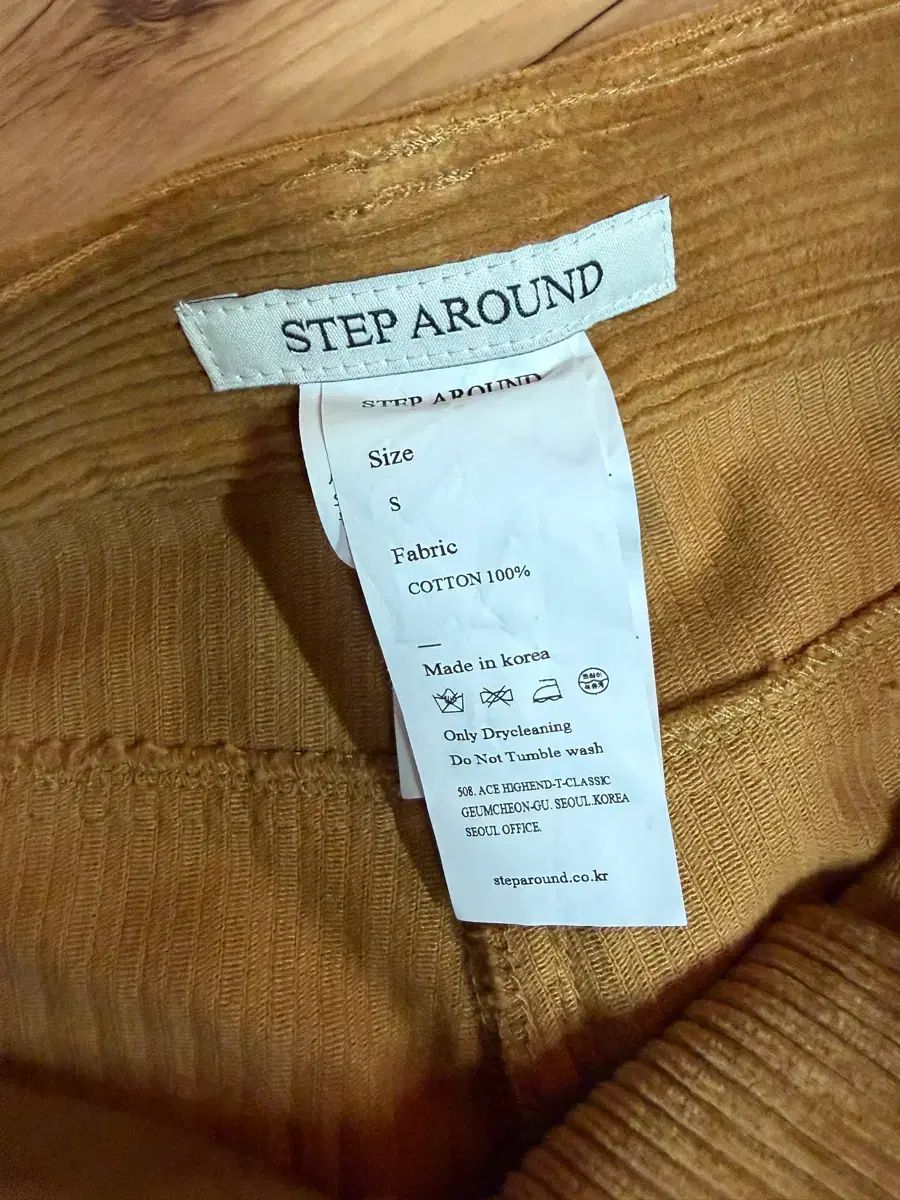 STEP AROUND
STEP AROUND
Size
S
Fabric
COTTON 100%
Made in korea
Only Drycleaning
Do Not Tumble wash
508. ACE HIGHEND-T-CLASSIC
GEUMCHEON-GU. SEOUL.KOREA
SEOUL OFFICE.
steparound.co.kr